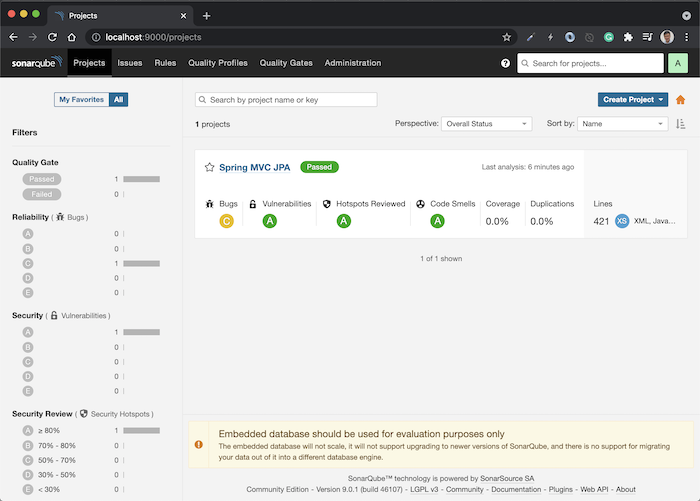 Projects
localhost:9000/projects
sonarqube Projects Issues Rules Quality Profiles Quality Gates Administration
Search for projects...
A
My Favorites All
Search by project name or key
Create Project
1 projects
Perspective: Overall Status
Sort by: Name
Filters
Quality Gate
Passed 1
Failed 0
Reliability ( Bugs )
A 0
B 0
C 1
D 0
E 0
Security ( Vulnerabilities )
A 1
B 0
C 0
D 0
E 0
Security Review ( Security Hotspots )
A ≥ 80% 1
B 70% - 80% 0
C 50% - 70% 0
D 30% - 50% 0
E < 30% 0
Spring MVC JPA Passed
Last analysis: 6 minutes ago
Bugs Vulnerabilities Hotspots Reviewed Code Smells Coverage Duplications Lines
C A A A 0.0% 0.0% 421 XS XML, Java…
1 of 1 shown
Embedded database should be used for evaluation purposes only
The embedded database will not scale, it will not support upgrading to newer versions of SonarQube, and there is no support for migrating
your data out of it into a different database engine.
SonarQube™ technology is powered by SonarSource SA
Community Edition - Version 9.0.1 (build 46107) - LGPL v3 - Community - Documentation - Plugins - Web API - About